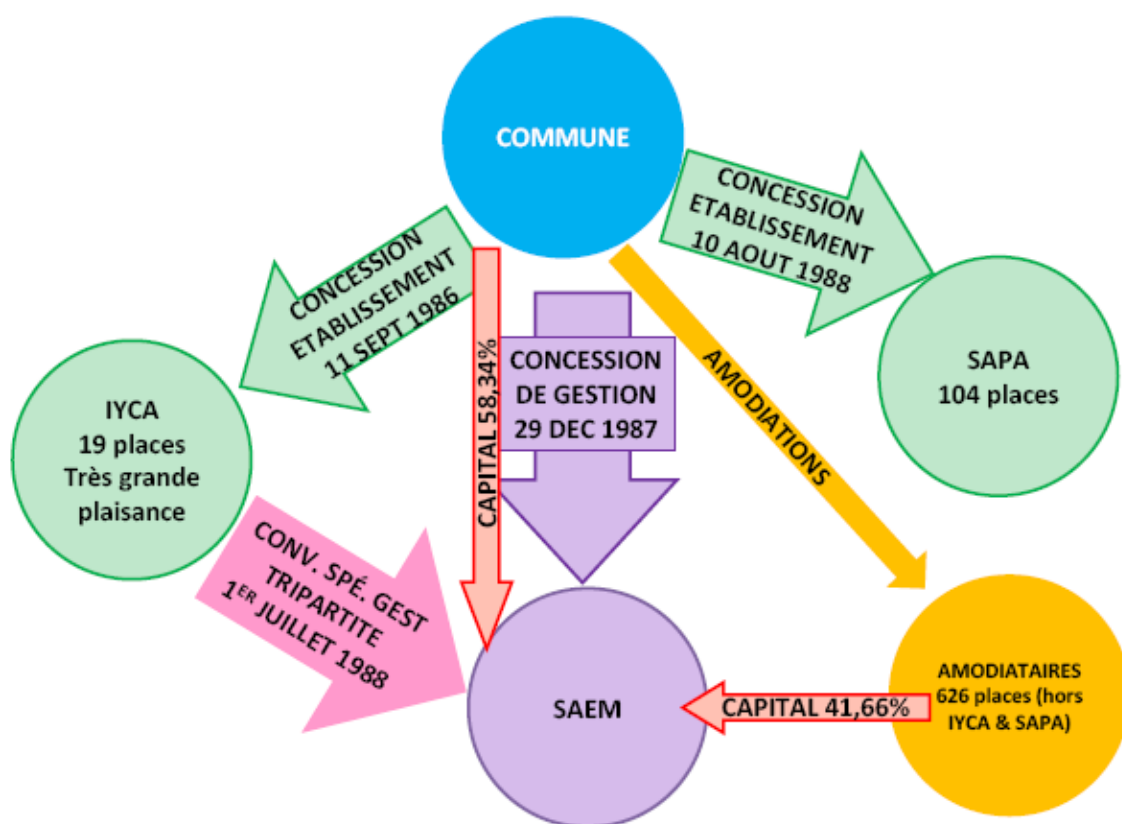 COMMUNE
CONCESSION
ETABLISSEMENT
10 AOUT 1988
CONCESSION
ETABLISSEMENT
11 SEPT 1986
CAPITAL 58,34%
CONCESSION
DE GESTION
29 DEC 1987
AMODIATIONS
SAPA
104 places
IYCA
19 places
Très grande
plaisance
CONV. SPÉ. GEST
TRIPARTITE
1ER JUILLET 1988
SAEM
CAPITAL 41,66%
AMODIATAIRES
626 places (hors
IYCA & SAPA)